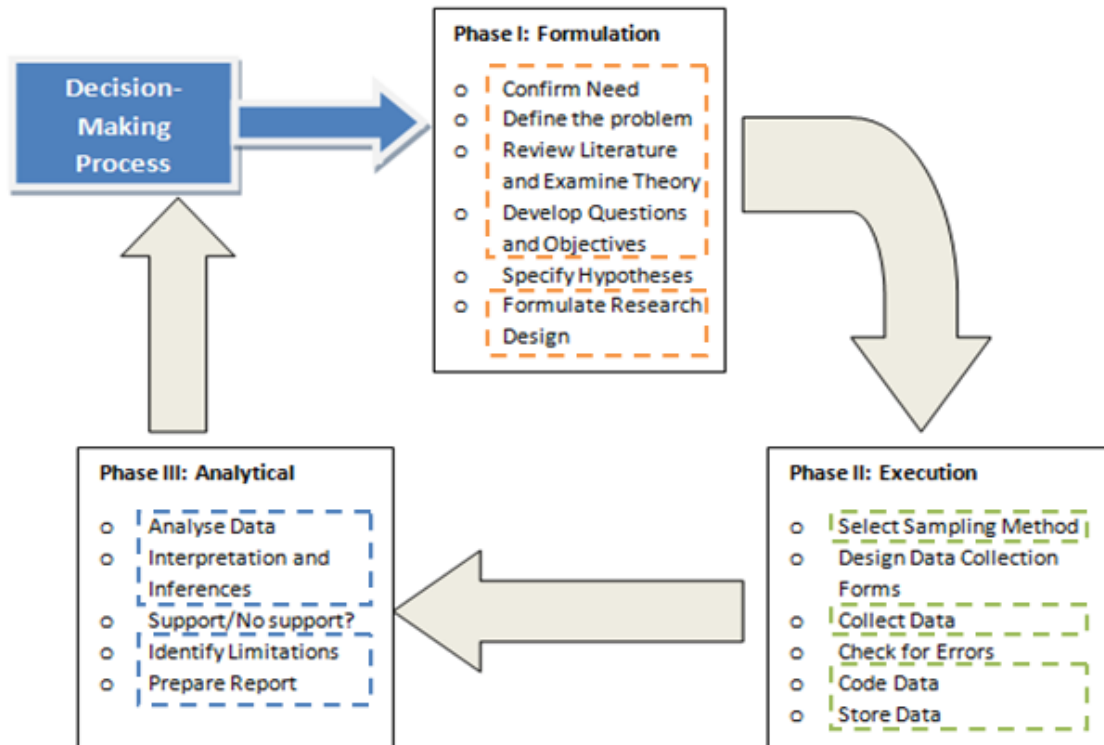 Decision-
Making
Process
Phase I: Formulation
o Confirm Need
o Define the problem
o Review Literature
and Examine Theory
o Develop Questions
and Objectives
o Specify Hypotheses
o Formulate Research
Design
Phase II: Execution
o Select Sampling Method
o Design Data Collection
Forms
o Collect Data
o Check for Errors
o Code Data
o Store Data
Phase III: Analytical
o Analyse Data
o Interpretation and
Inferences
o Support/No support?
o Identify Limitations
o Prepare Report